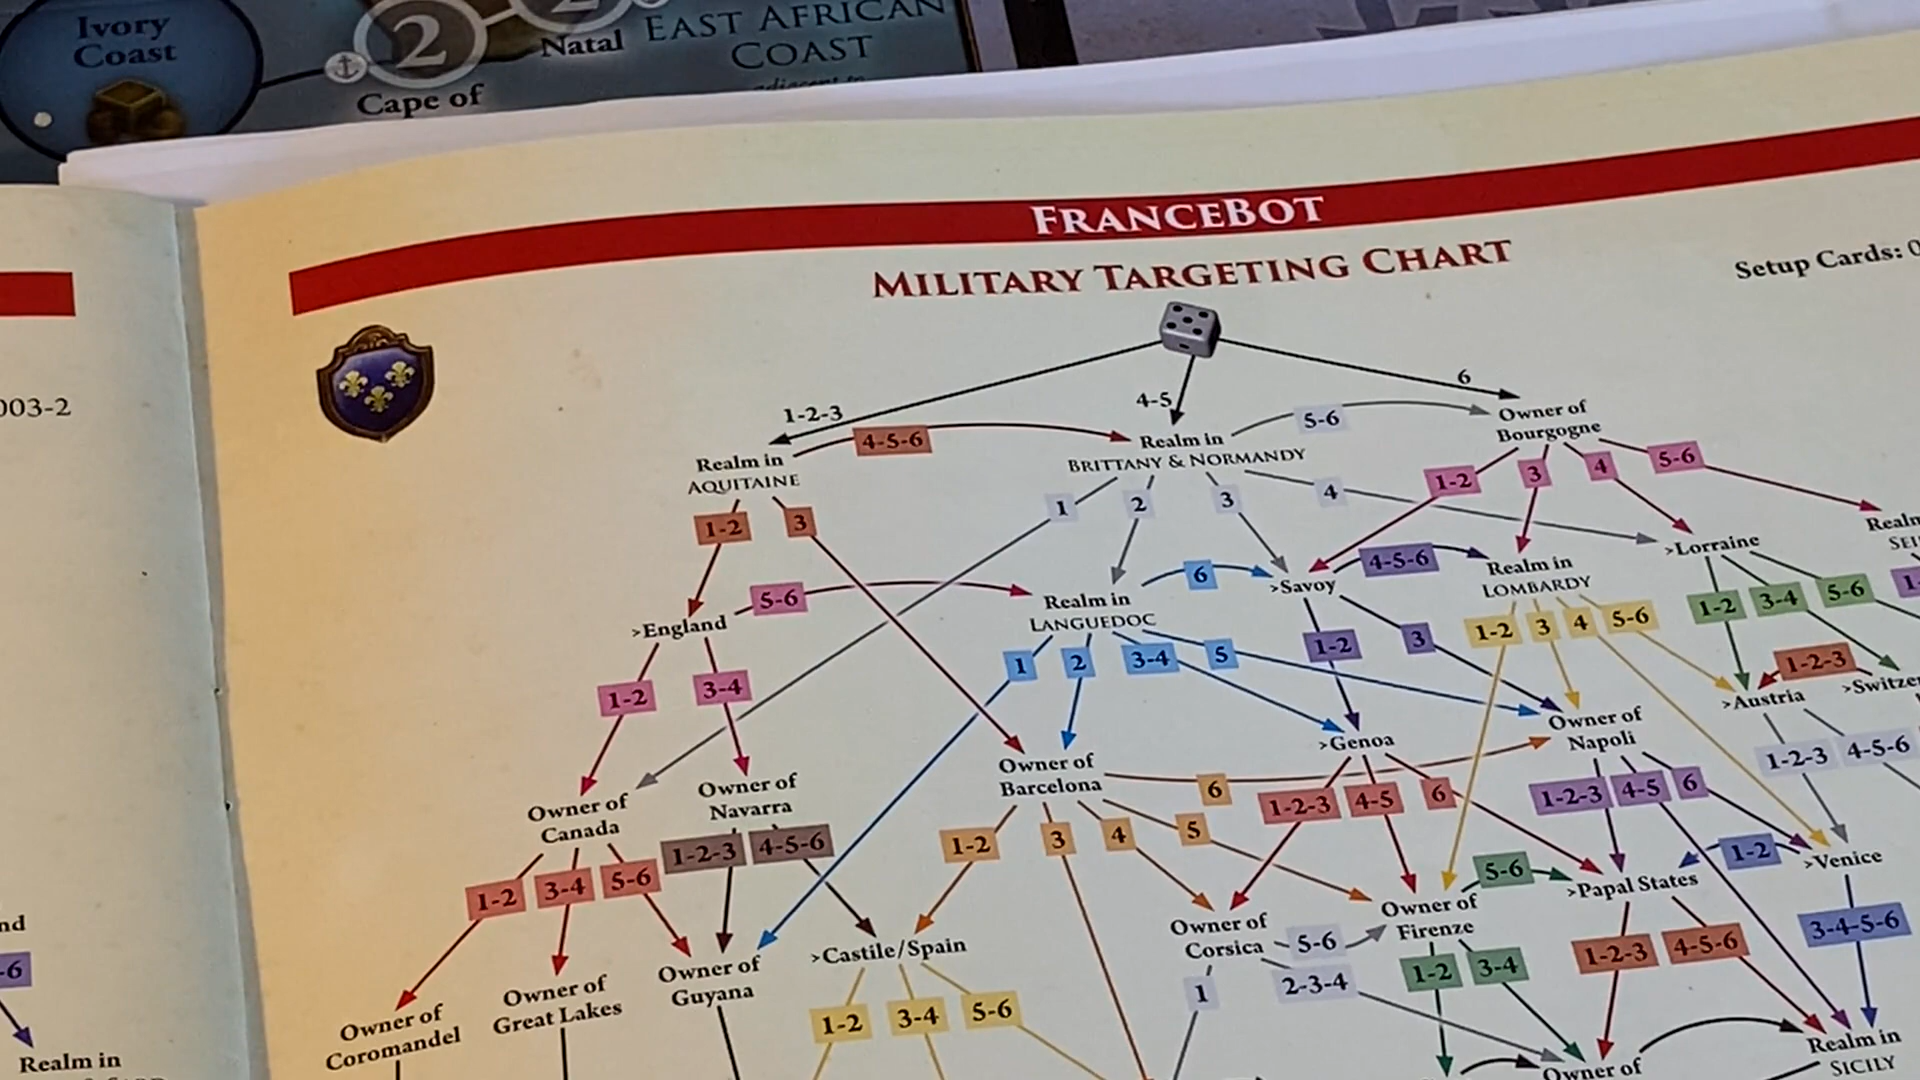 Ivory
Coast
2
Natal
EAST AFRICAN
COAST
adjacent to
Cape of
FRANCEBOT
MILITARY TARGETING CHART
Setup Cards: 0
003-2
1-2-3
4-5
6
4-5-6
5-6
Realm in
AQUITAINE
Realm in
BRITTANY & NORMANDY
Owner of
Bourgogne
1-2
3
1
2
3
4
1-2
3
4
5-6
>England
5-6
Realm in
LANGUEDOC
6
>Savoy
4-5-6
Realm in
LOMBARDY
>Lorraine
Realm
SEI
1-2
3-4
1
2
3-4
5
1-2
3
1-2
3
4
5-6
1-2
3-4
5-6
1-
1-2-3
>Austria
>Switzer
Owner of
Canada
Owner of
Navarra
Owner of
Barcelona
>Genoa
Owner of
Napoli
1-2-3
4-5-6
1-2
3-4
5-6
1-2-3
4-5-6
1-2
3
4
5
6
1-2-3
4-5
6
1-2-3
4-5
6
1-2
>Venice
5-6
>Papal States
3-4-5-6
nd
-6
Realm in
Owner of
Coromandel
Owner of
Great Lakes
Owner of
Guyana
>Castile/Spain
1-2
3-4
5-6
Owner of
Corsica
5-6
1
2-3-4
Owner of
Firenze
1-2
3-4
1-2-3
4-5-6
Owner of
Realm in
SICILY